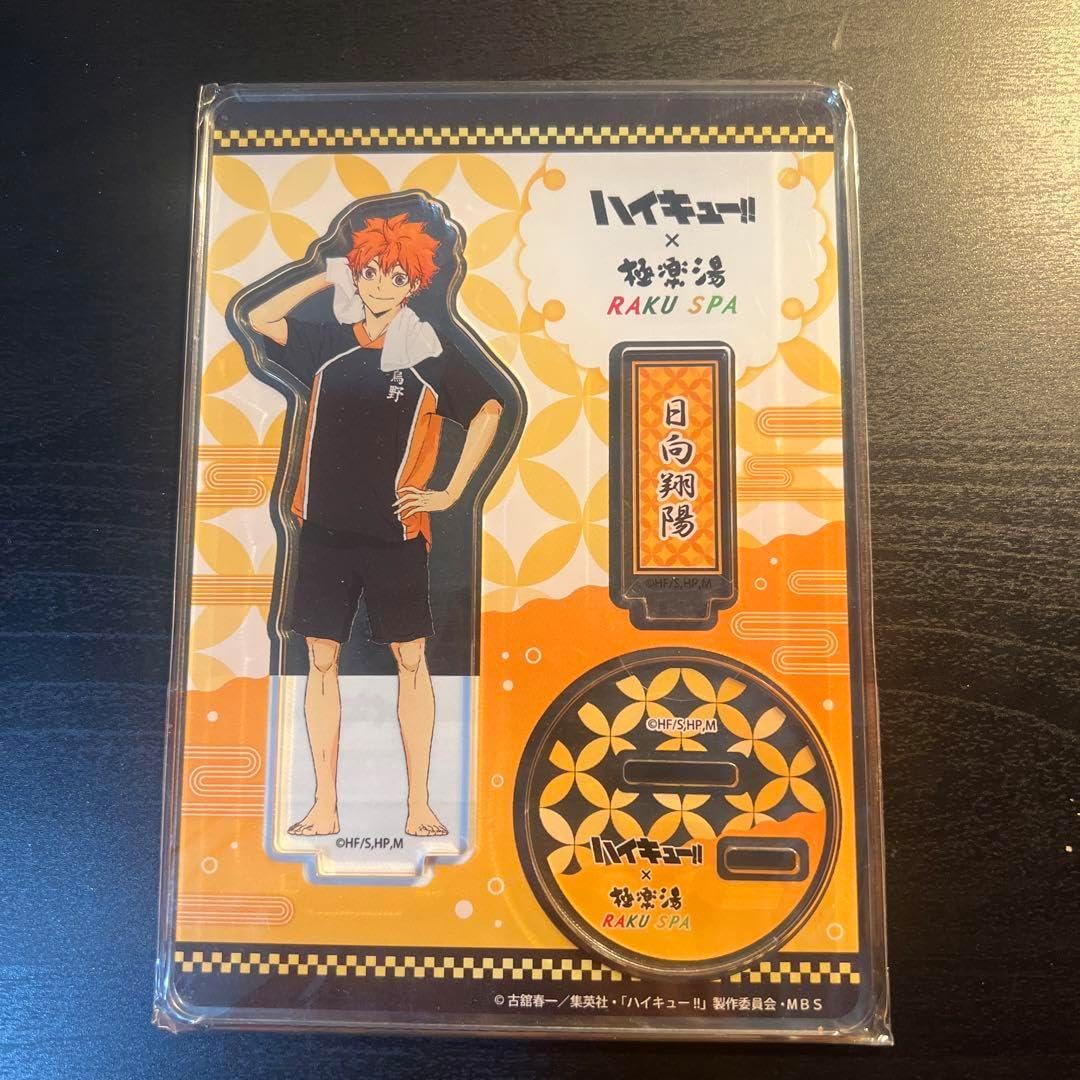 ハイキュー!!
×
極楽湯
RAKU SPA
烏野
日向翔陽
©HF/S,HP,M
©HF/S,HP,M
ハイキュー!!
×
極楽湯
RAKU SPA
©HF/S,HP,M
©古舘春一/集英社・「ハイキュー!!」製作委員会・MBS